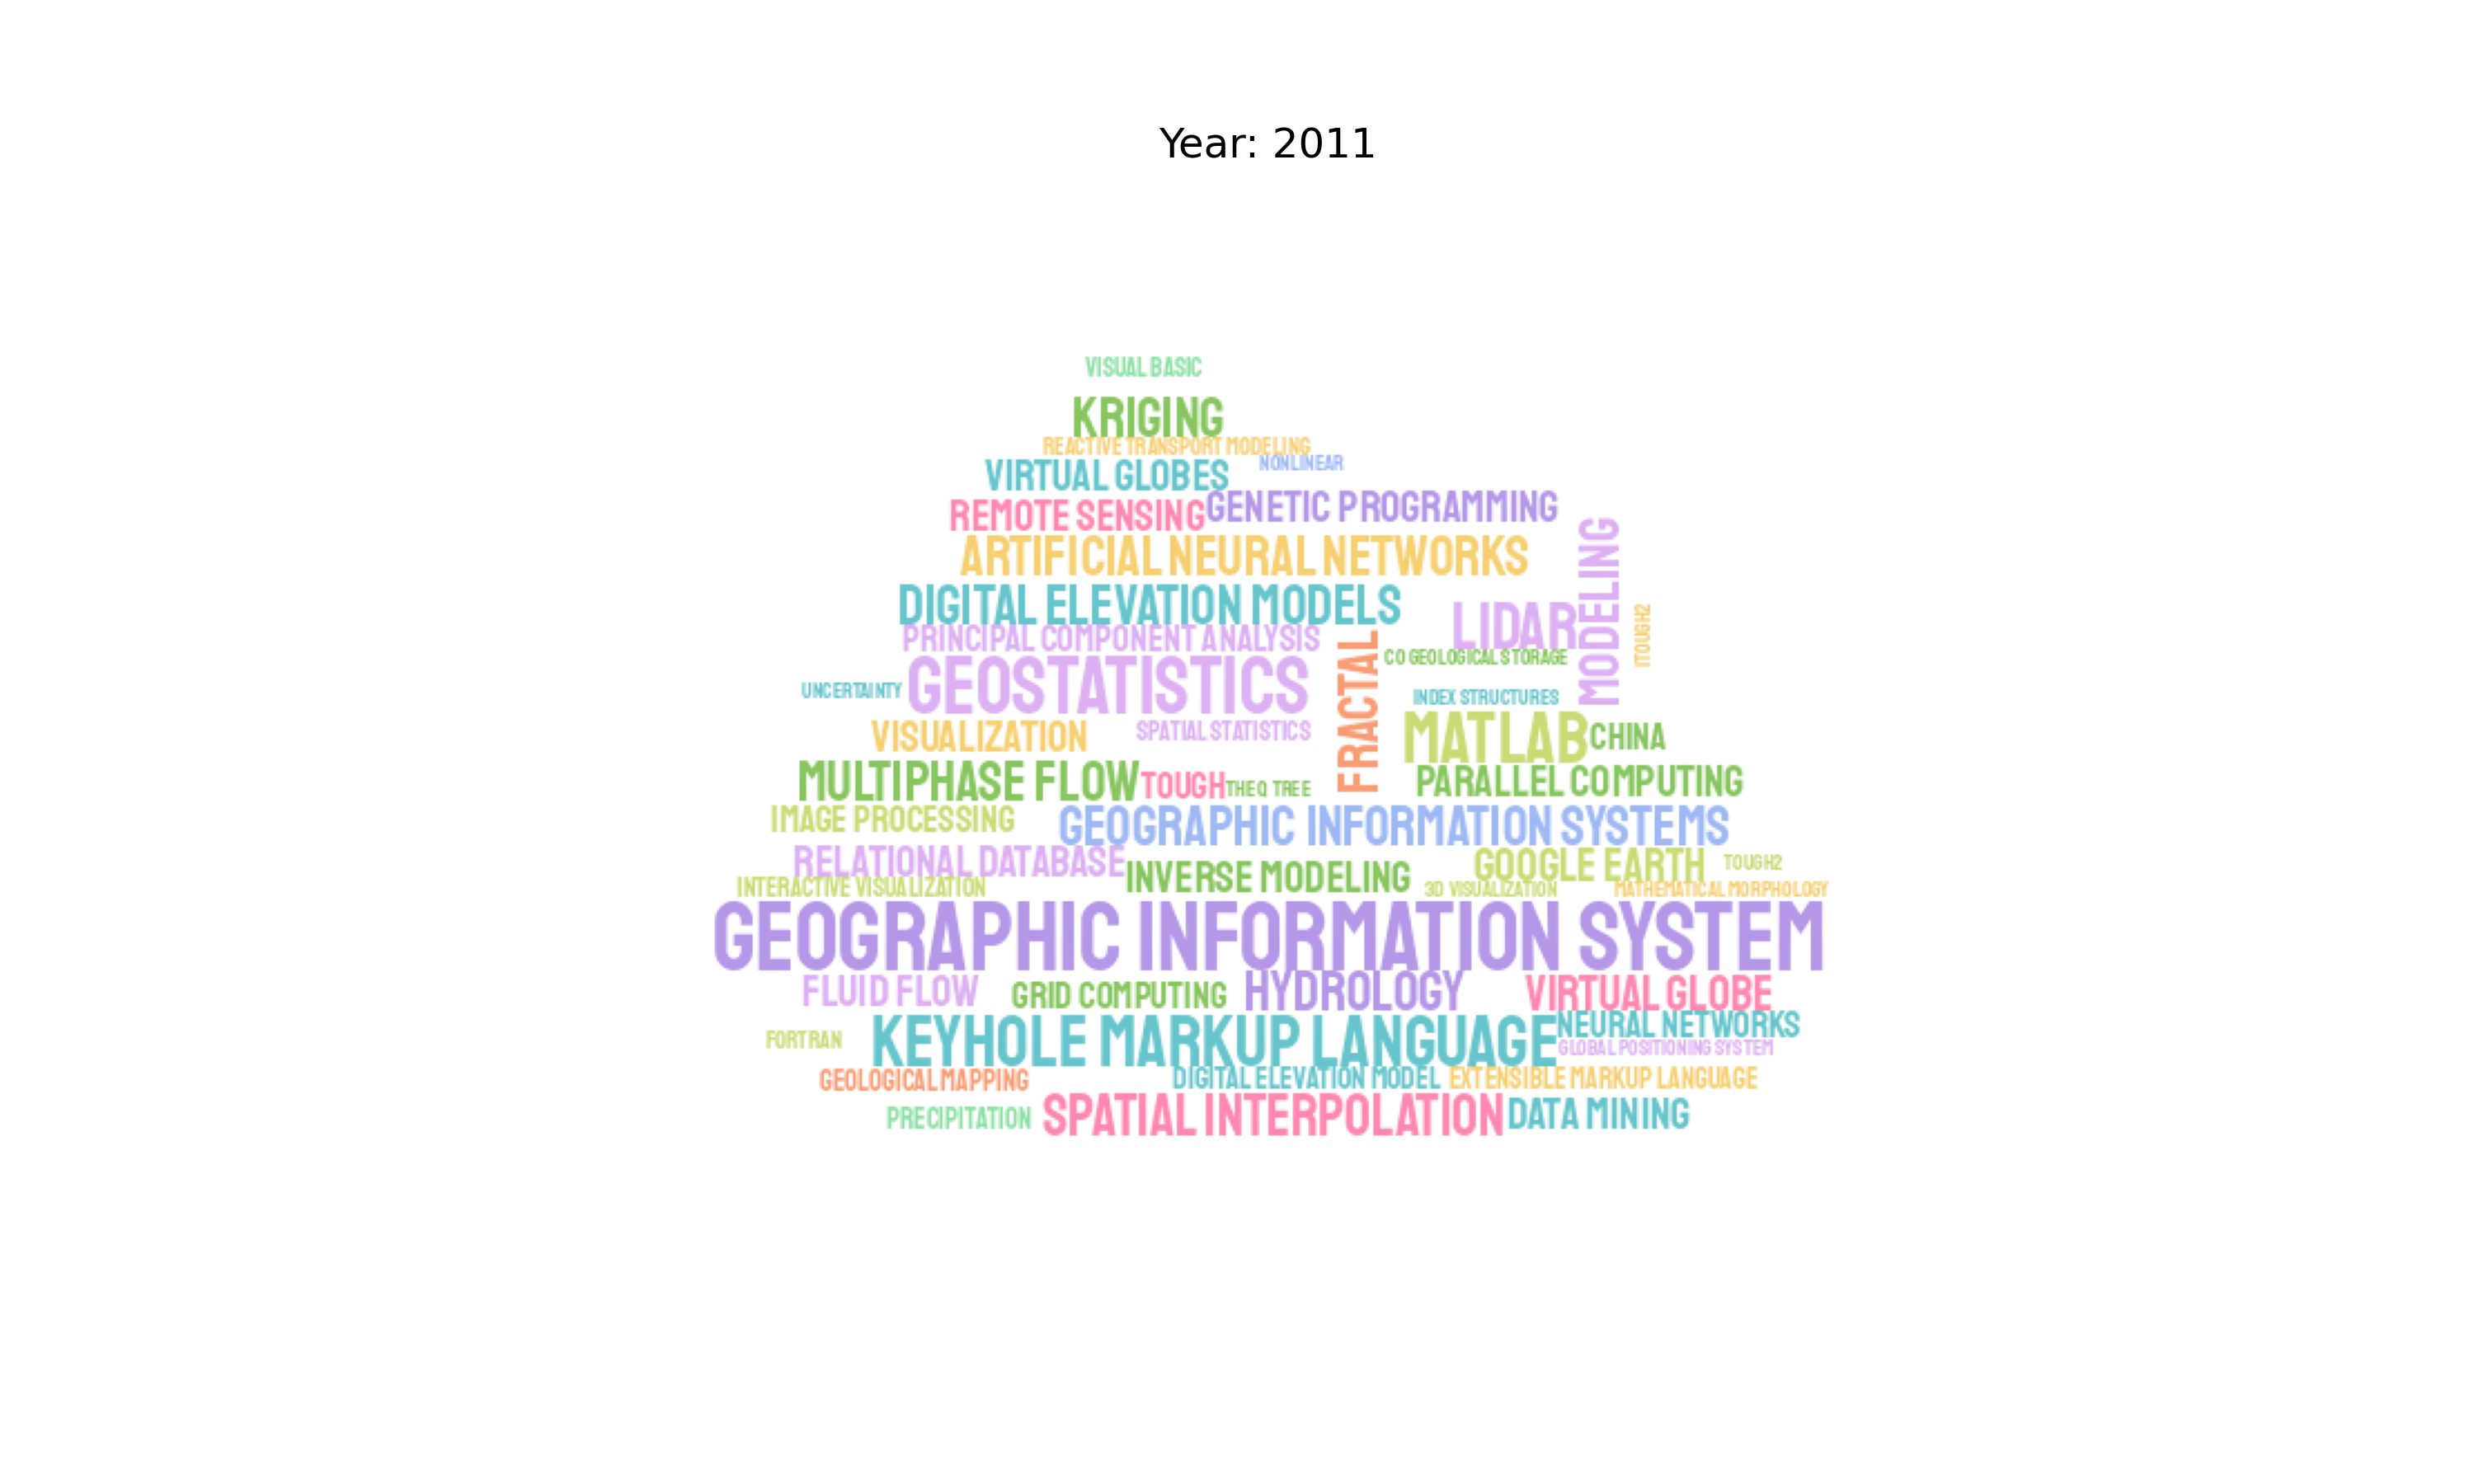 Year: 2011
VISUAL BASIC
KRIGING
REACTIVE TRANSPORT MODELING
VIRTUAL GLOBES
NONLINEAR
REMOTE SENSING
GENETIC PROGRAMMING
ARTIFICIAL NEURAL NETWORKS
MODELING
DIGITAL ELEVATION MODELS
LIDAR
ITOUGH2
PRINCIPAL COMPONENT ANALYSIS
FRACTAL
CO GEOLOGICAL STORAGE
GEOSTATISTICS
UNCERTAINTY
INDEX STRUCTURES
VISUALIZATION
SPATIAL STATISTICS
MATLAB
CHINA
MULTIPHASE FLOW
TOUGH
THE Q TREE
PARALLEL COMPUTING
IMAGE PROCESSING
GEOGRAPHIC INFORMATION SYSTEMS
RELATIONAL DATABASE
INVERSE MODELING
GOOGLE EARTH
TOUGH2
INTERACTIVE VISUALIZATION
3D VISUALIZATION
MATHEMATICAL MORPHOLOGY
GEOGRAPHIC INFORMATION SYSTEM
FLUID FLOW
GRID COMPUTING
HYDROLOGY
VIRTUAL GLOBE
FORTRAN
KEYHOLE MARKUP LANGUAGE
NEURAL NETWORKS
GLOBAL POSITIONING SYSTEM
GEOLOGICAL MAPPING
DIGITAL ELEVATION MODEL
EXTENSIBLE MARKUP LANGUAGE
PRECIPITATION
SPATIAL INTERPOLATION
DATA MINING